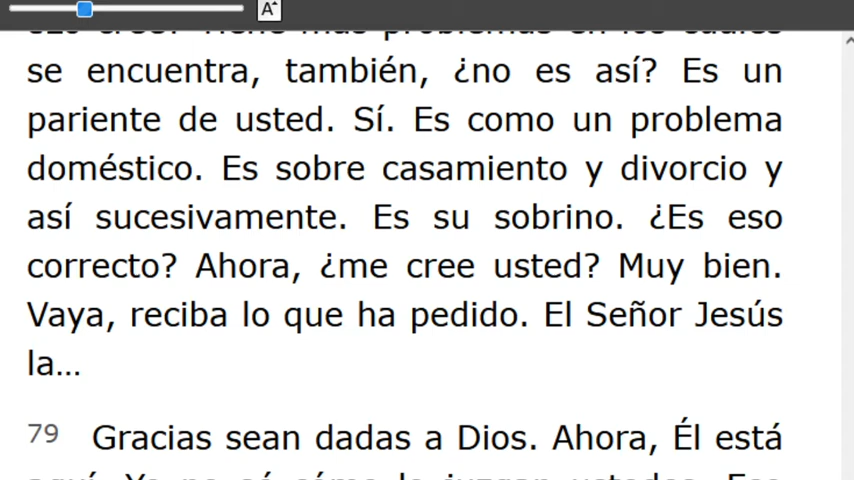 A
se encuentra, también, ¿no es así? Es un
pariente de usted. Sí. Es como un problema
doméstico. Es sobre casamiento y divorcio y
así sucesivamente. Es su sobrino. ¿Es eso
correcto? Ahora, ¿me cree usted? Muy bien.
Vaya, reciba lo que ha pedido. El Señor Jesús
la...
79 Gracias sean dadas a Dios. Ahora, Él está